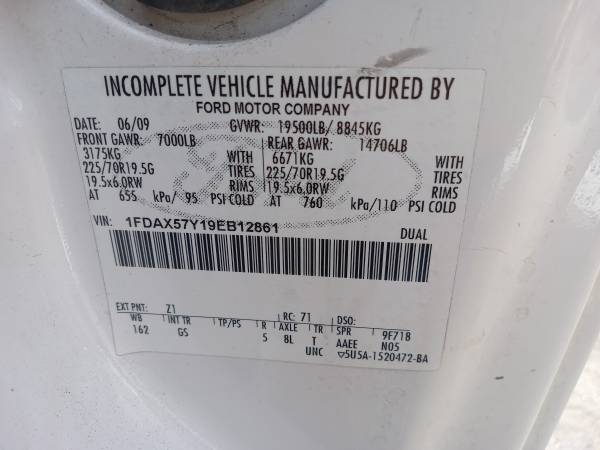 INCOMPLETE VEHICLE MANUFACTURED BY
FORD MOTOR COMPANY
DATE: 06/09 GVWR: 19500LB/ 8845KG
FRONT GAWR: 7000LB REAR GAWR: 14706LB
3175KG WITH 6671KG WITH
225/70R19.5G TIRES 225/70R19.5G TIRES
19.5x6.0RW RIMS 19.5x6.0RW RIMS
AT 655 kPa/ 95 PSI COLD AT 760 kPa/110 PSI COLD
VIN: 1FDAX57Y19EB12861 DUAL
EXT PNT: Z1 RC: 71 DSO:
WB INT TR TP/PS R AXLE TR SPR 9F718
162 GS 5 8L T AAEE N05
UNC ▽5U5A-1520472-BA